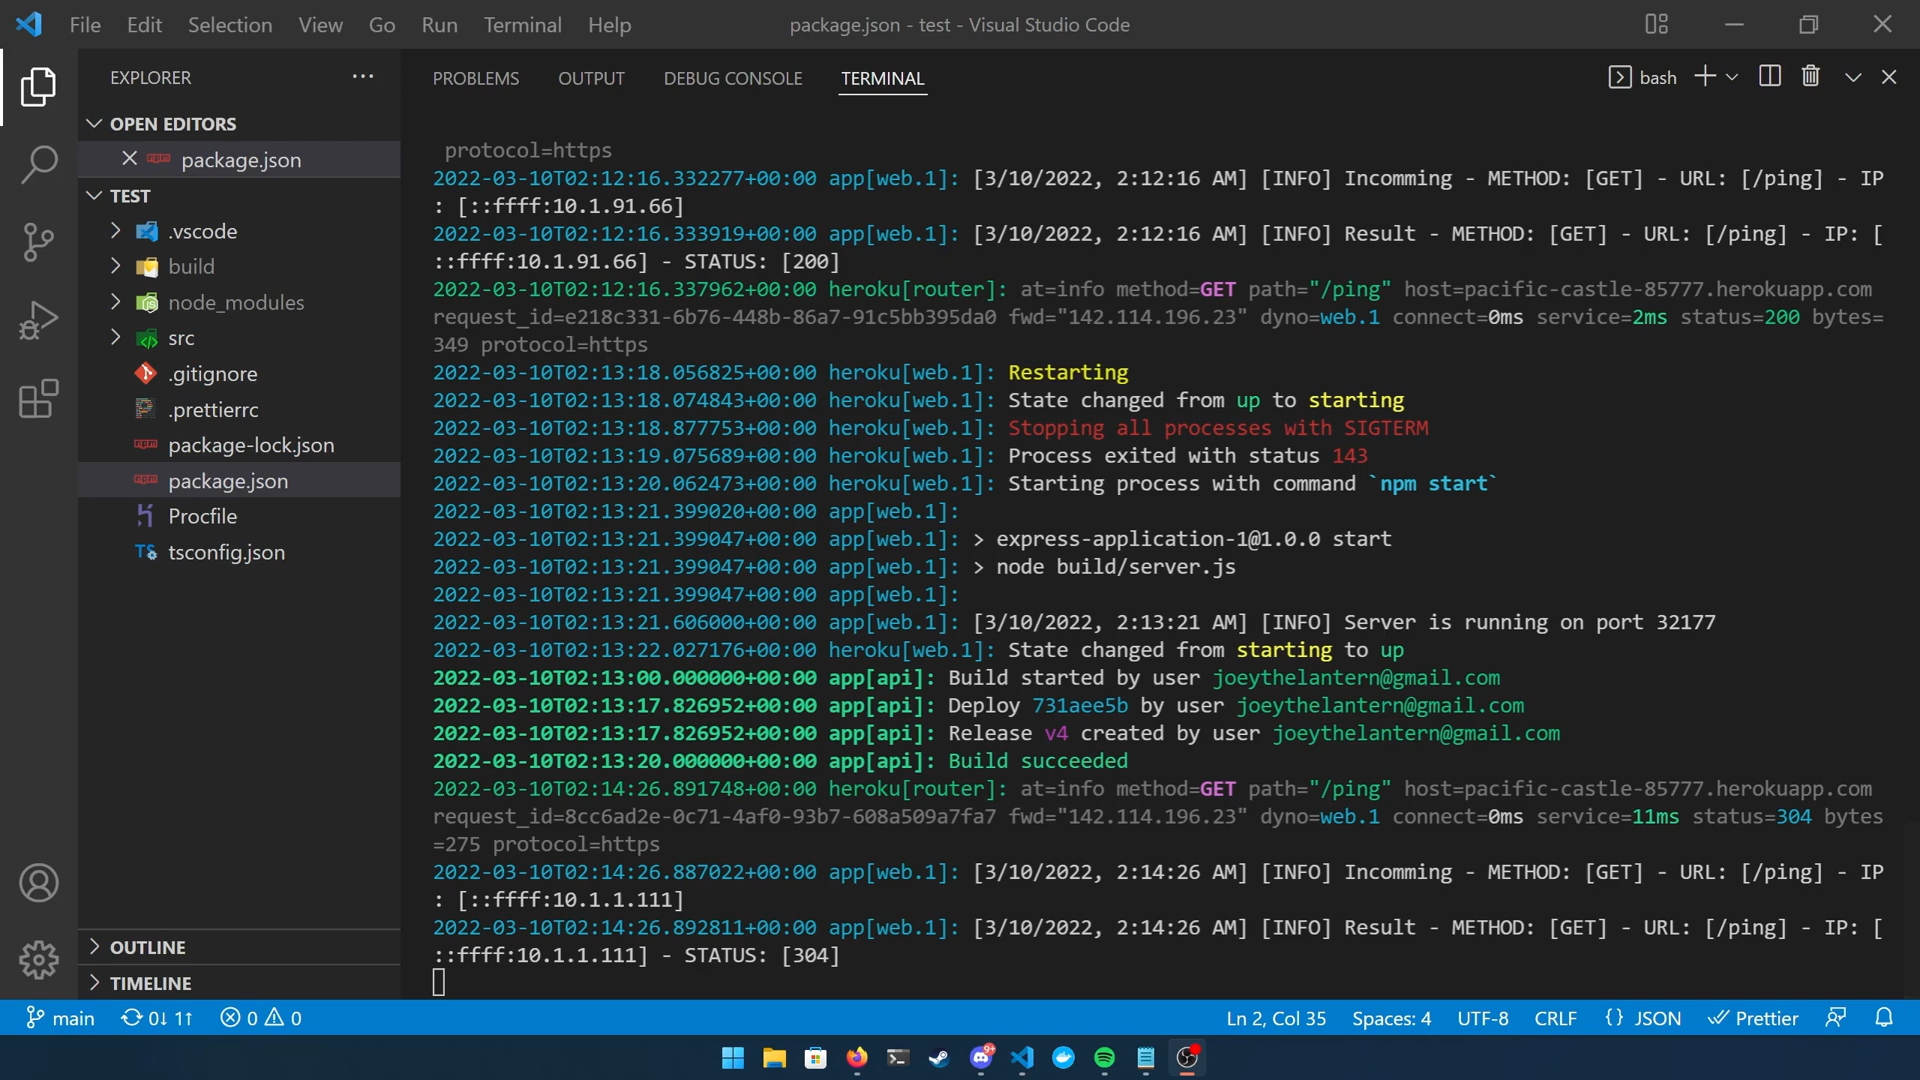 File Edit Selection View Go Run Terminal Help package.json - test - Visual Studio Code
EXPLORER ...
OPEN EDITORS
package.json
TEST
.vscode
build
node_modules
src
.gitignore
.prettierrc
package-lock.json
package.json
Procfile
tsconfig.json
OUTLINE
TIMELINE
PROBLEMS OUTPUT DEBUG CONSOLE TERMINAL bash
protocol=https
2022-03-10T02:12:16.332277+00:00 app[web.1]: [3/10/2022, 2:12:16 AM] [INFO] Incomming - METHOD: [GET] - URL: [/ping] - IP
: [::ffff:10.1.91.66]
2022-03-10T02:12:16.333919+00:00 app[web.1]: [3/10/2022, 2:12:16 AM] [INFO] Result - METHOD: [GET] - URL: [/ping] - IP: [
::ffff:10.1.91.66] - STATUS: [200]
2022-03-10T02:12:16.337962+00:00 heroku[router]: at=info method=GET path="/ping" host=pacific-castle-85777.herokuapp.com
request_id=e218c331-6b76-448b-86a7-91c5bb395da0 fwd="142.114.196.23" dyno=web.1 connect=0ms service=2ms status=200 bytes=
349 protocol=https
2022-03-10T02:13:18.056825+00:00 heroku[web.1]: Restarting
2022-03-10T02:13:18.074843+00:00 heroku[web.1]: State changed from up to starting
2022-03-10T02:13:18.877753+00:00 heroku[web.1]: Stopping all processes with SIGTERM
2022-03-10T02:13:19.075689+00:00 heroku[web.1]: Process exited with status 143
2022-03-10T02:13:20.062473+00:00 heroku[web.1]: Starting process with command `npm start`
2022-03-10T02:13:21.399020+00:00 app[web.1]:
2022-03-10T02:13:21.399047+00:00 app[web.1]: > express-application-1@1.0.0 start
2022-03-10T02:13:21.399047+00:00 app[web.1]: > node build/server.js
2022-03-10T02:13:21.399047+00:00 app[web.1]:
2022-03-10T02:13:21.606000+00:00 app[web.1]: [3/10/2022, 2:13:21 AM] [INFO] Server is running on port 32177
2022-03-10T02:13:22.027176+00:00 heroku[web.1]: State changed from starting to up
2022-03-10T02:13:00.000000+00:00 app[api]: Build started by user joeythelantern@gmail.com
2022-03-10T02:13:17.826952+00:00 app[api]: Deploy 731aee5b by user joeythelantern@gmail.com
2022-03-10T02:13:17.826952+00:00 app[api]: Release v4 created by user joeythelantern@gmail.com
2022-03-10T02:13:20.000000+00:00 app[api]: Build succeeded
2022-03-10T02:14:26.891748+00:00 heroku[router]: at=info method=GET path="/ping" host=pacific-castle-85777.herokuapp.com
request_id=8cc6ad2e-0c71-4af0-93b7-608a509a7fa7 fwd="142.114.196.23" dyno=web.1 connect=0ms service=11ms status=304 bytes
=275 protocol=https
2022-03-10T02:14:26.887022+00:00 app[web.1]: [3/10/2022, 2:14:26 AM] [INFO] Incomming - METHOD: [GET] - URL: [/ping] - IP
: [::ffff:10.1.1.111]
2022-03-10T02:14:26.892811+00:00 app[web.1]: [3/10/2022, 2:14:26 AM] [INFO] Result - METHOD: [GET] - URL: [/ping] - IP: [
::ffff:10.1.1.111] - STATUS: [304]
main 0↓ 1↑ 0 0 Ln 2, Col 35 Spaces: 4 UTF-8 CRLF {} JSON Prettier
9+